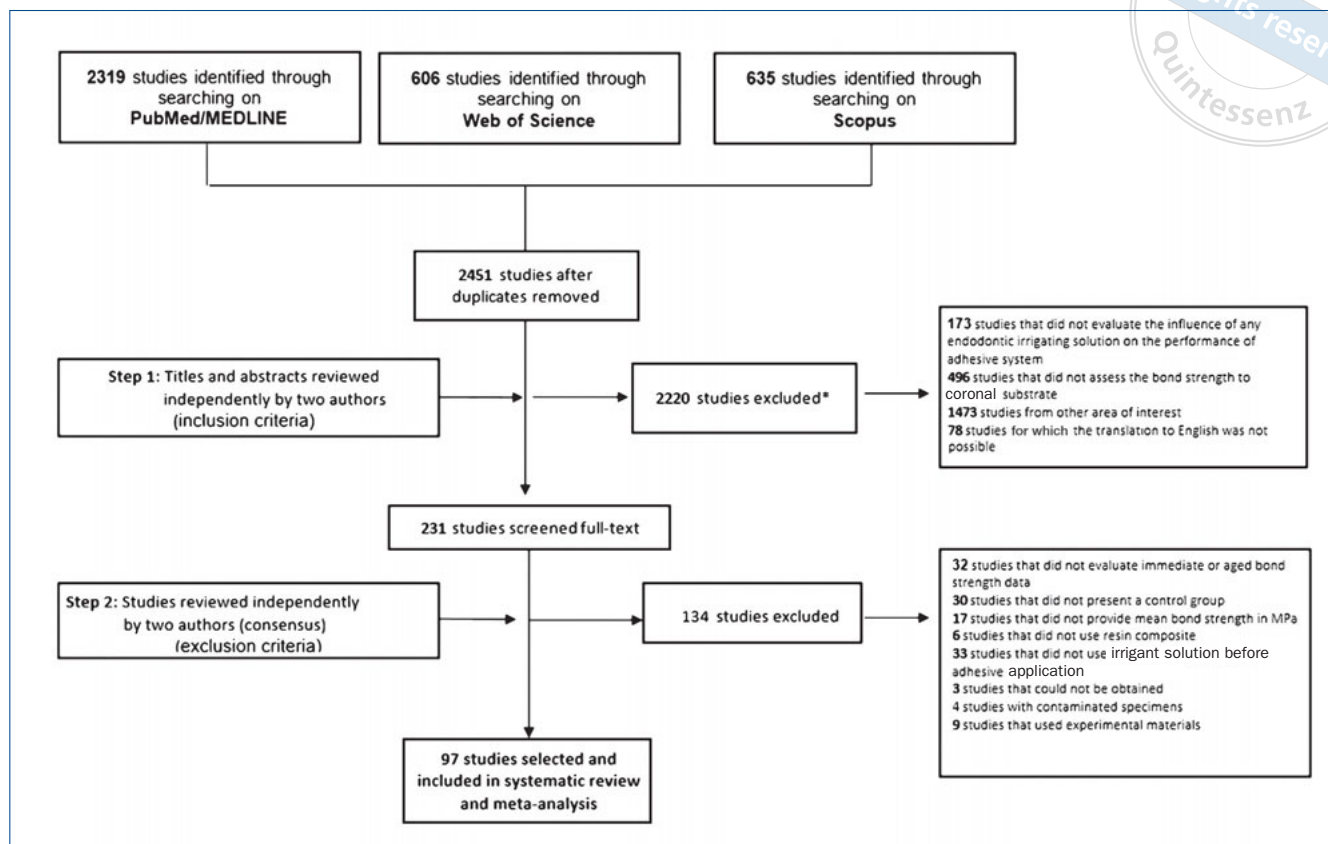 ghts reser
Quintessenz
2319 studies identified through
searching on
PubMed/MEDLINE
606 studies identified through
searching on
Web of Science
635 studies identified through
searching on
Scopus
2451 studies after
duplicates removed
Step 1: Titles and abstracts reviewed
independently by two authors
(inclusion criteria)
2220 studies excluded*
173 studies that did not evaluate the influence of any
endodontic irrigating solution on the performance of
adhesive system
496 studies that did not assess the bond strength to
coronal substrate
1473 studies from other area of interest
78 studies for which the translation to English was not
possible
231 studies screened full-text
Step 2: Studies reviewed independently
by two authors (consensus)
(exclusion criteria)
134 studies excluded
32 studies that did not evaluate immediate or aged bond
strength data
30 studies that did not present a control group
17 studies that did not provide mean bond strength in MPa
6 studies that did not use resin composite
33 studies that did not use irrigant solution before
adhesive application
3 studies that could not be obtained
4 studies with contaminated specimens
9 studies that used experimental materials
97 studies selected and
included in systematic review
and meta-analysis